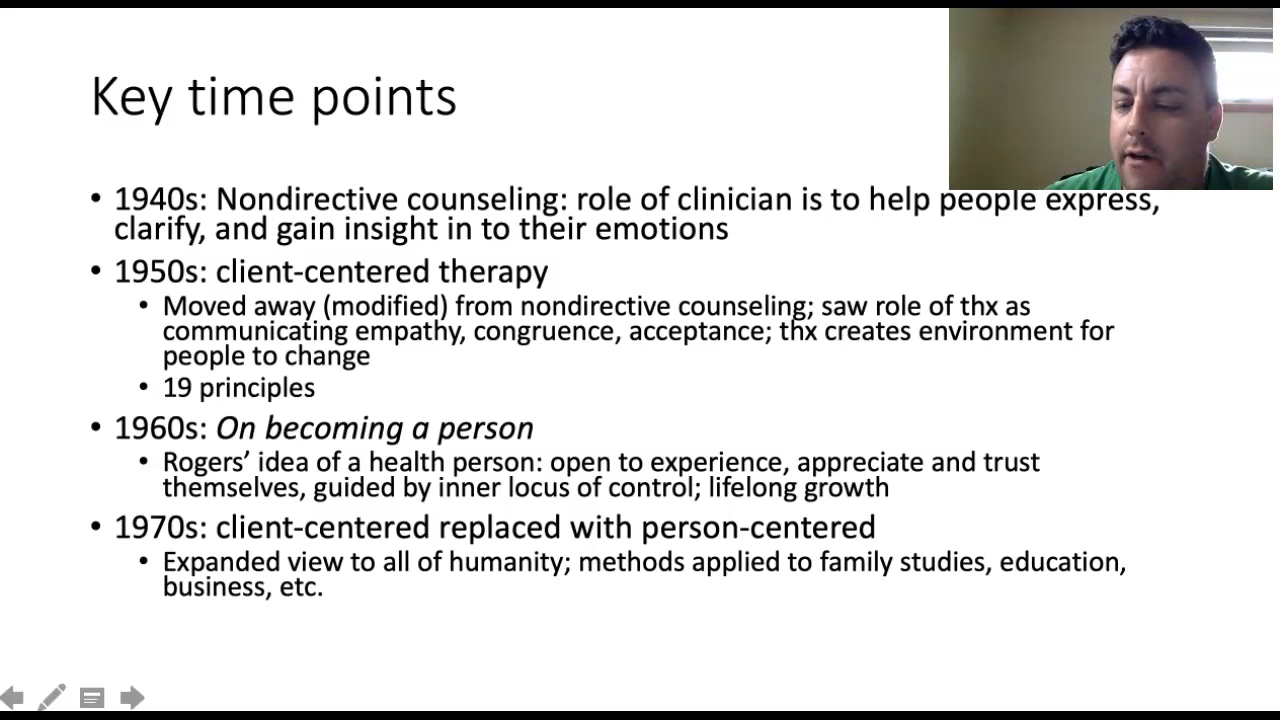 Key time points
• 1940s: Nondirective counseling: role of clinician is to help people express,
clarify, and gain insight in to their emotions
• 1950s: client-centered therapy
• Moved away (modified) from nondirective counseling; saw role of thx as
communicating empathy, congruence, acceptance; thx creates environment for
people to change
• 19 principles
• 1960s: On becoming a person
• Rogers’ idea of a health person: open to experience, appreciate and trust
themselves, guided by inner locus of control; lifelong growth
• 1970s: client-centered replaced with person-centered
• Expanded view to all of humanity; methods applied to family studies, education,
business, etc.